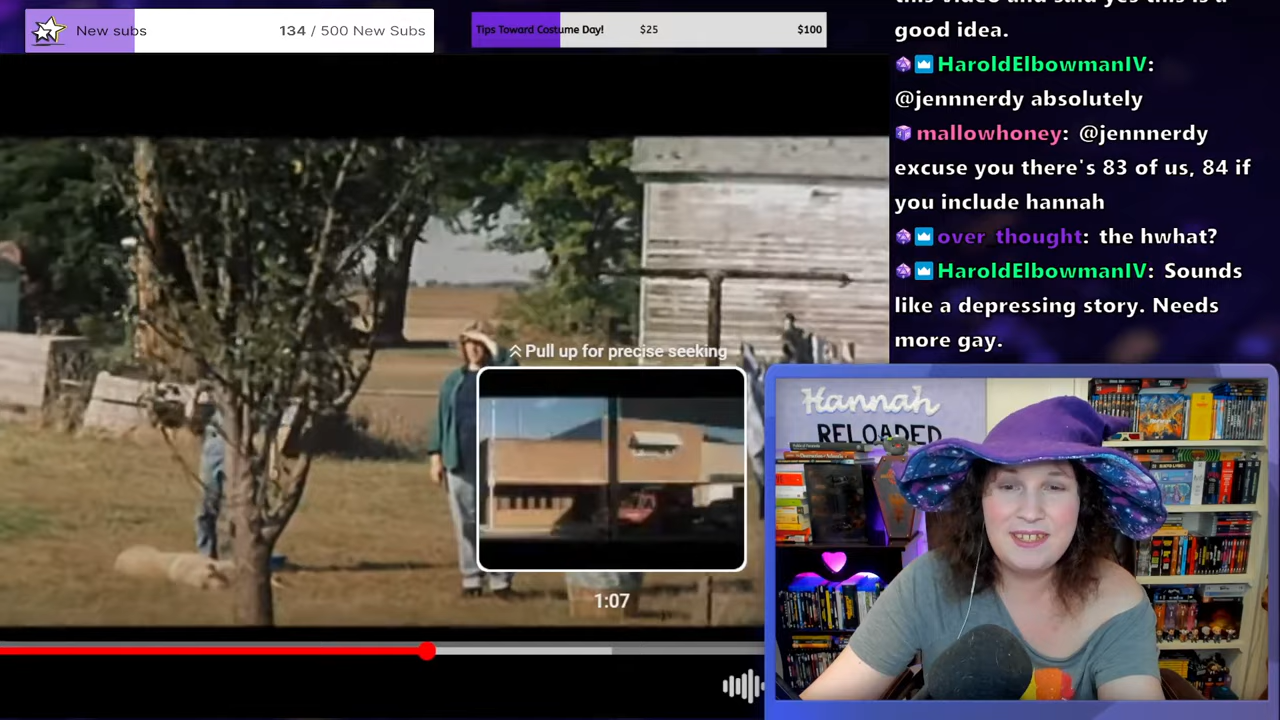 New subs
134 / 500 New Subs
Tips Toward Costume Day!
$25
$100
this video and said yes this is a
good idea.
HaroldElbowmanIV:
@jennnerdy absolutely
mallowhoney: @jennnerdy
excuse you there's 83 of us, 84 if
you include hannah
over_thought: the hwhat?
HaroldElbowmanIV: Sounds
like a depressing story. Needs
more gay.
Pull up for precise seeking
1:07
Hannah
RELOADED